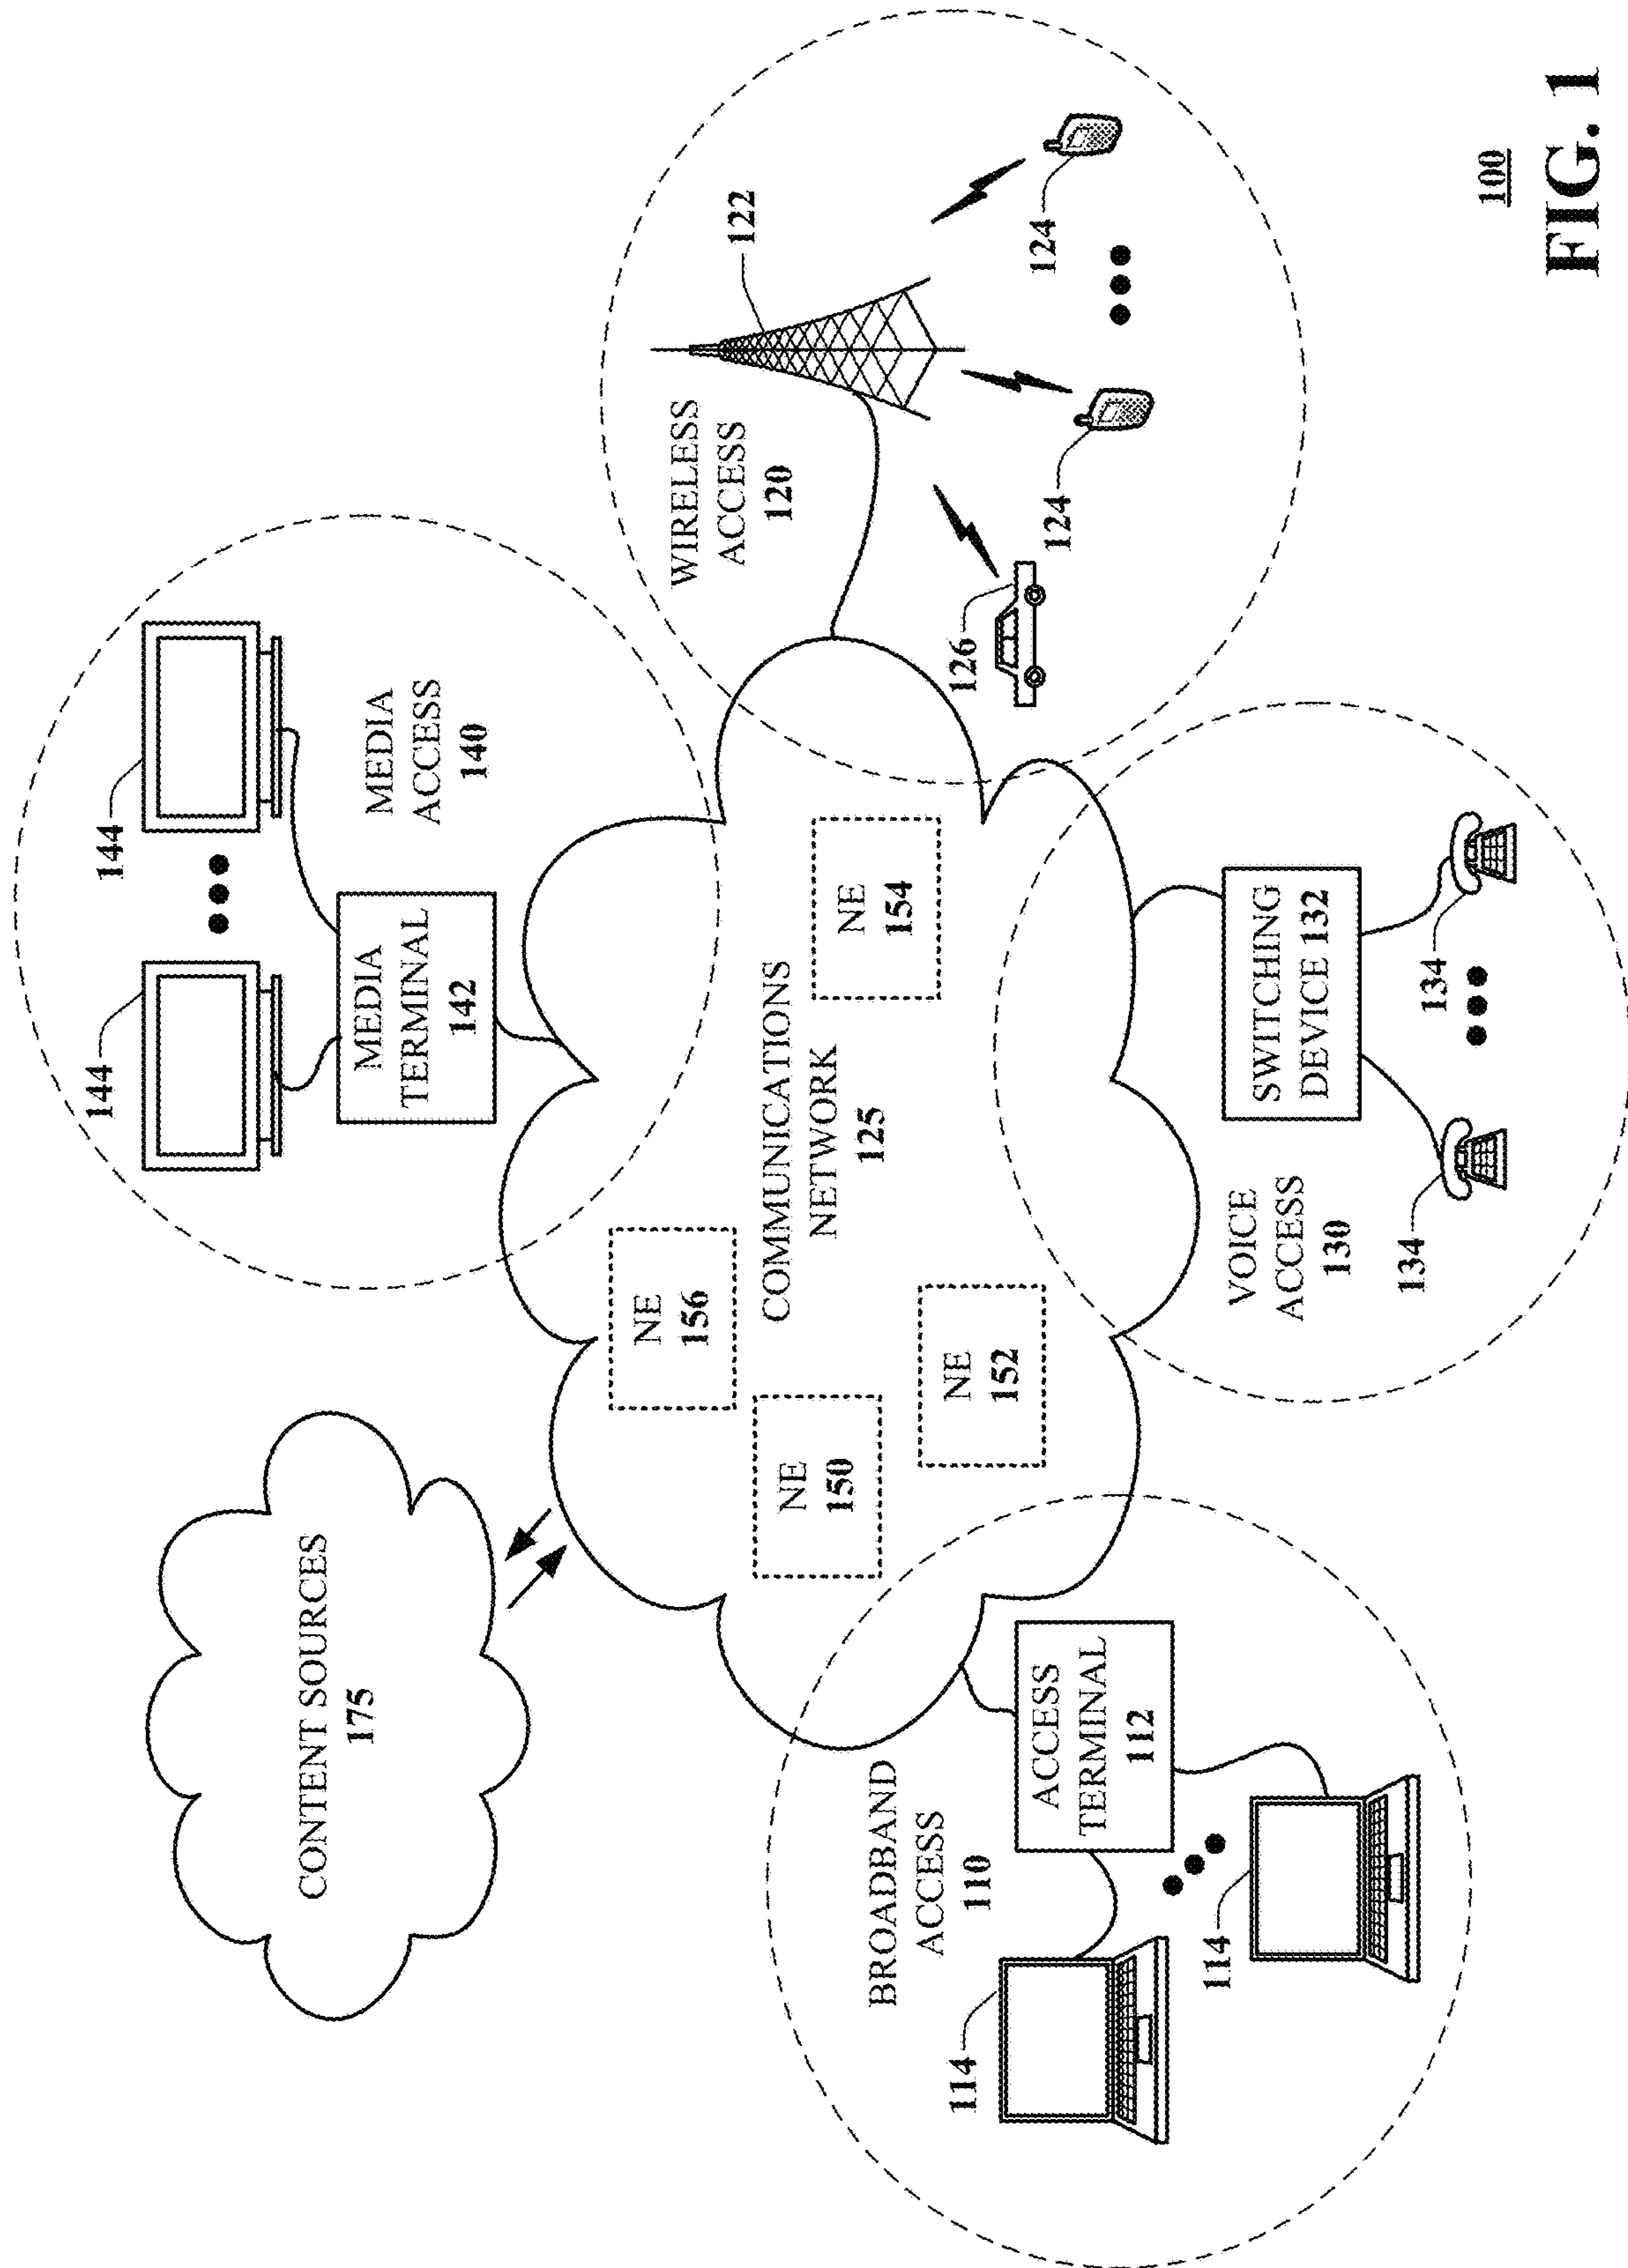 CONTENT SOURCES
175
144
144
MEDIA
TERMINAL
142
MEDIA
ACCESS
140
WIRELESS
ACCESS
120
122
124
124
126
NE
156
NE
150
NE
152
NE
154
COMMUNICATIONS
NETWORK
125
BROADBAND
ACCESS
110
ACCESS
TERMINAL
112
114
114
VOICE
ACCESS
130
SWITCHING
DEVICE 132
134
134
100
FIG. 1